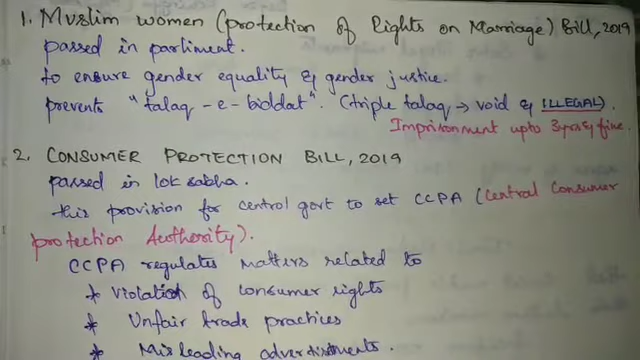 1. Muslim women (protection of Rights on Marriage) Bill, 2019
passed in parliment.
to ensure gender equality & gender justice.
prevents "talaq-e-biddat". (triple talaq → void & ILLEGAL).
Imprisonment upto 3yrs & fine.
2. CONSUMER PROTECTION BILL, 2019
passed in lok sabha.
this provision for central govt to set CCPA (Central Consumer
protection Authority).
CCPA regulates matters related to
* violation of consumer rights
* Unfair trade practices
* Misleading advertistments.